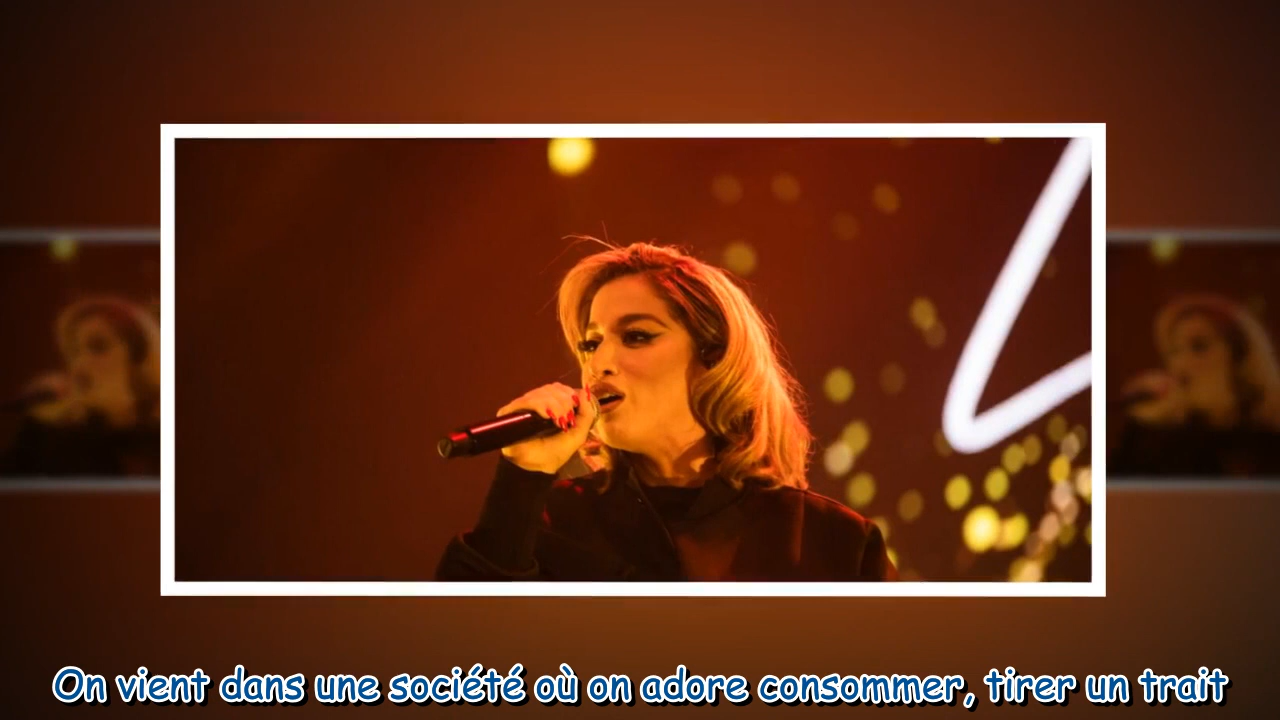 On vient dans une société où on adore consommer, tirer un trait